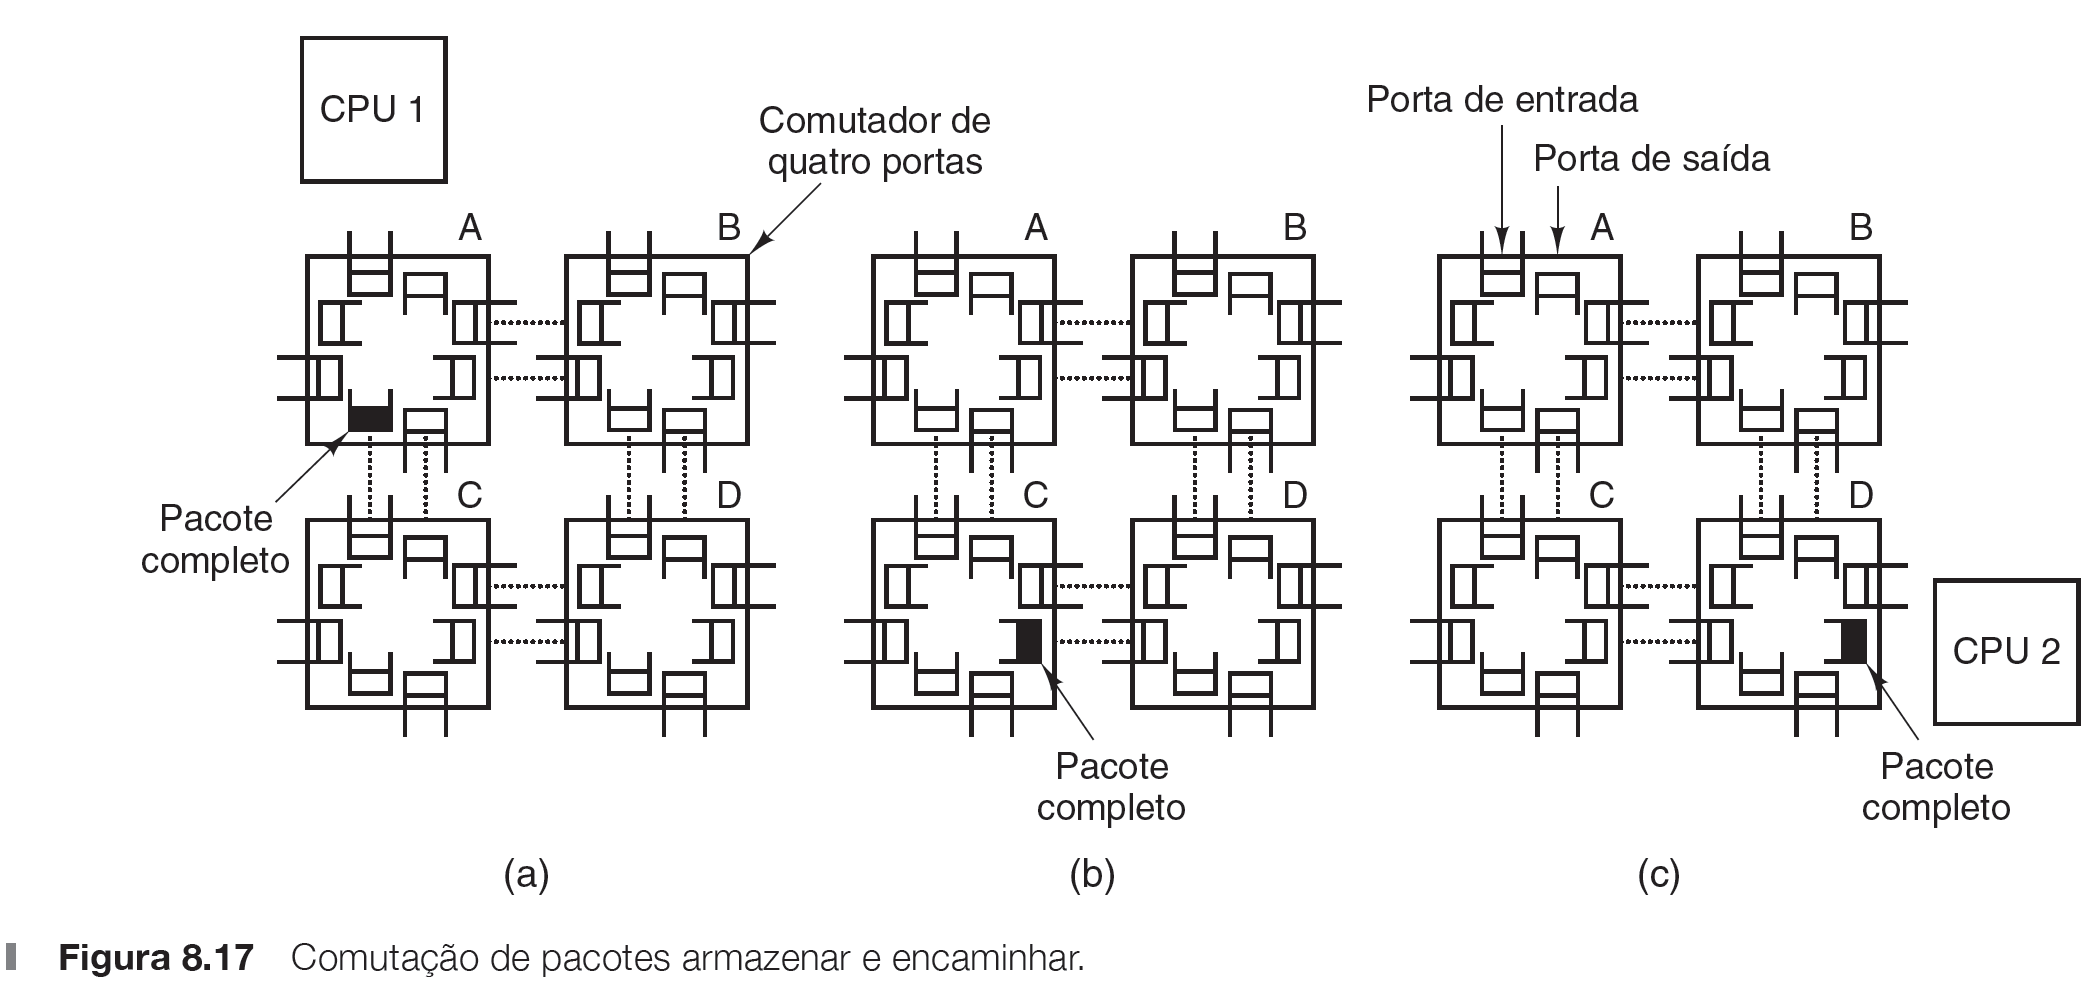 CPU 1
Comutador de
quatro portas
A
B
Pacote
completo
C
D
(a)
A
B
C
D
Pacote
completo
(b)
Porta de entrada
Porta de saída
A
B
C
D
CPU 2
Pacote
completo
(c)
Figura 8.17 Comutação de pacotes armazenar e encaminhar.